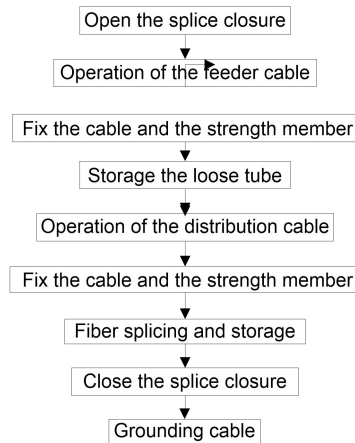 Open the splice closure
Operation of the feeder cable
Fix the cable and the strength member
Storage the loose tube
Operation of the distribution cable
Fix the cable and the strength member
Fiber splicing and storage
Close the splice closure
Grounding cable